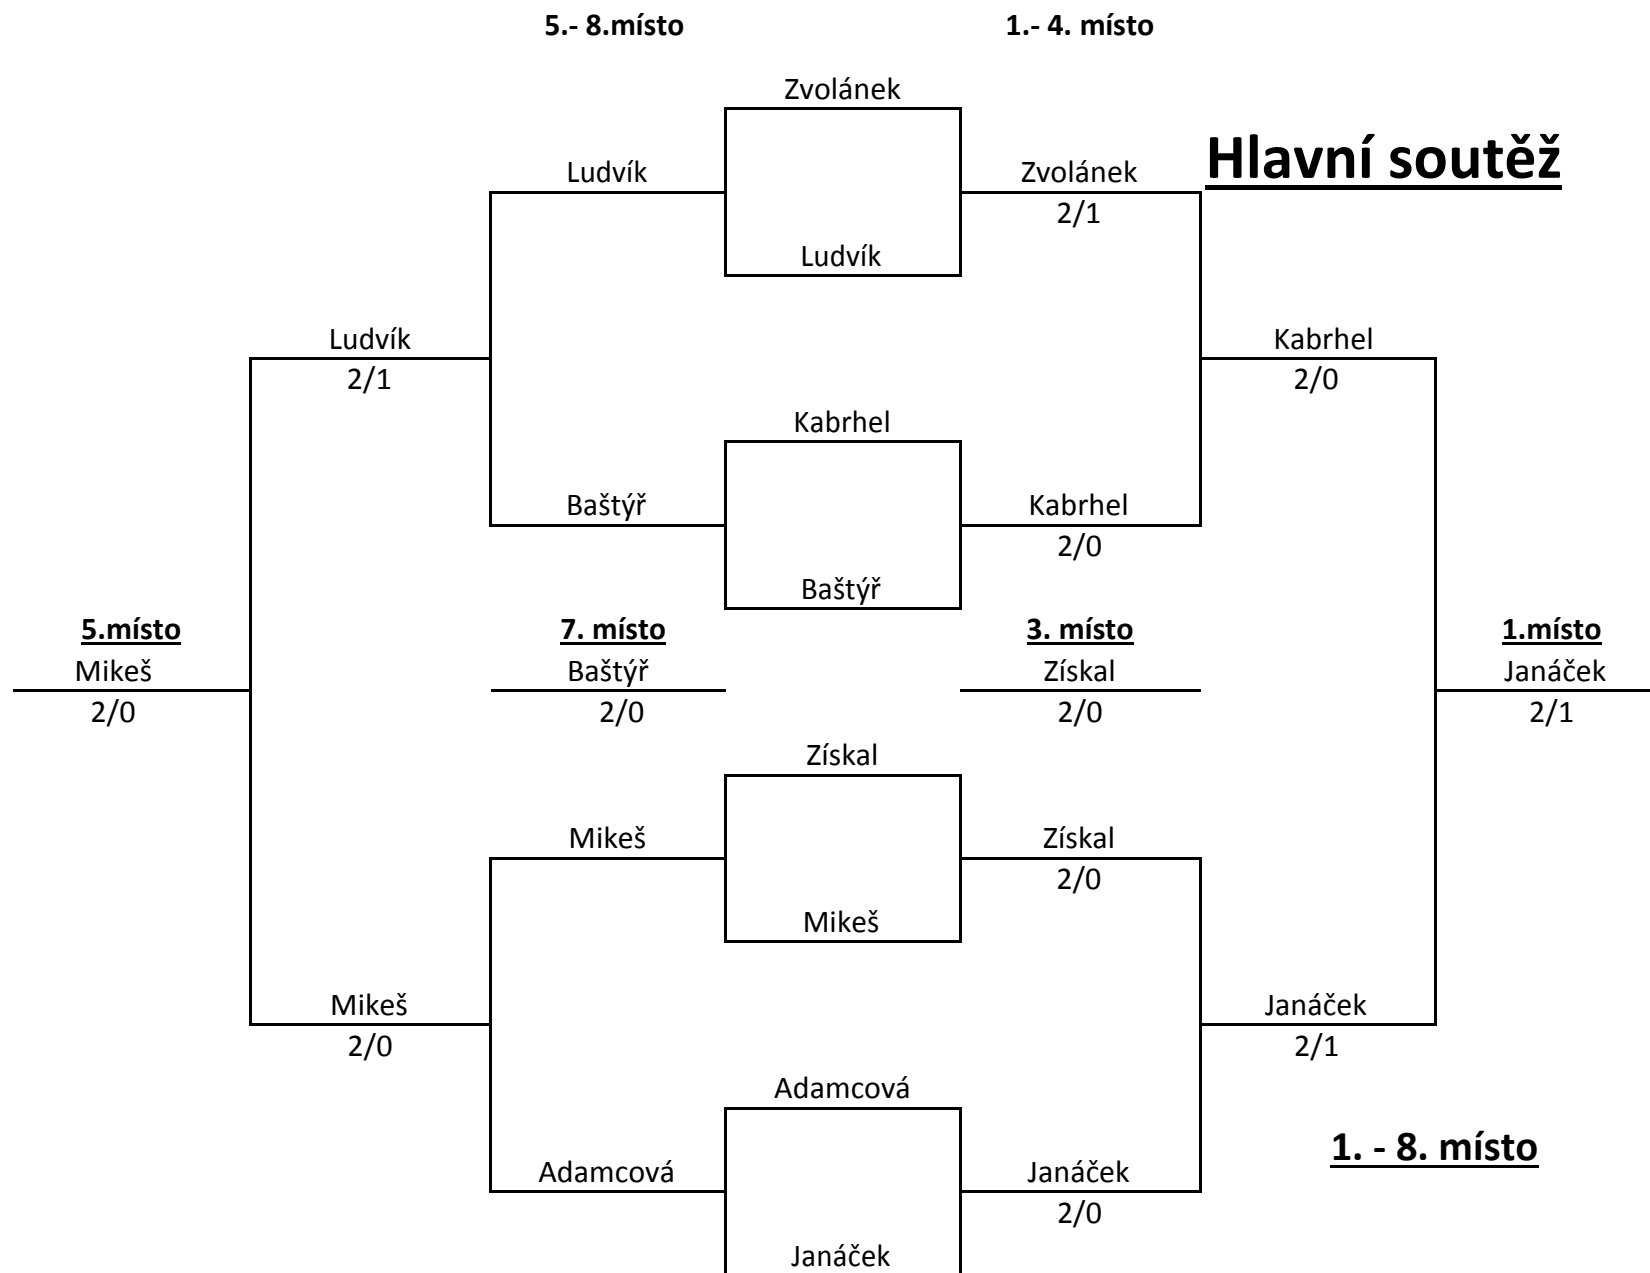 5.- 8.místo
1.- 4. místo
Zvolánek
Hlavní soutěž
Ludvík
Zvolánek
2/1
Ludvík
Ludvík
Kabrhel
2/1
2/0
Kabrhel
Baštýř
Kabrhel
2/0
Baštýř
5.místo
7. místo
3. místo
1.místo
Mikeš
Baštýř
Získal
Janáček
2/0
2/0
2/0
2/1
Získal
Mikeš
Získal
2/0
Mikeš
Mikeš
Janáček
2/0
2/1
Adamcová
1. - 8. místo
Adamcová
Janáček
2/0
Janáček